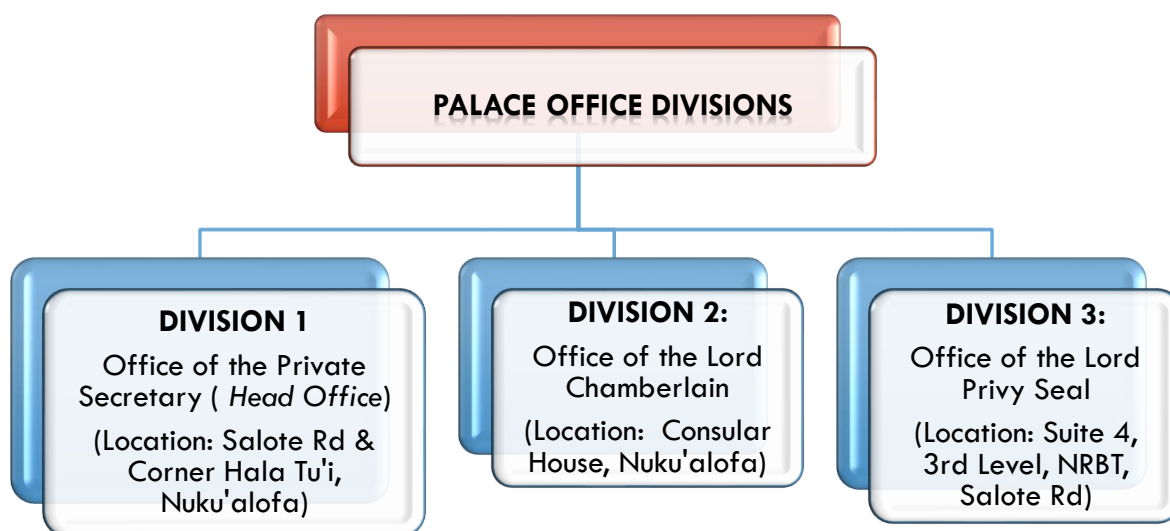 PALACE OFFICE DIVISIONS
DIVISION 1
Office of the Private
Secretary ( Head Office)
(Location: Salote Rd &
Corner Hala Tu'i,
Nuku'alofa)
DIVISION 2:
Office of the Lord
Chamberlain
(Location: Consular
House, Nuku'alofa)
DIVISION 3:
Office of the Lord
Privy Seal
(Location: Suite 4,
3rd Level, NRBT,
Salote Rd)